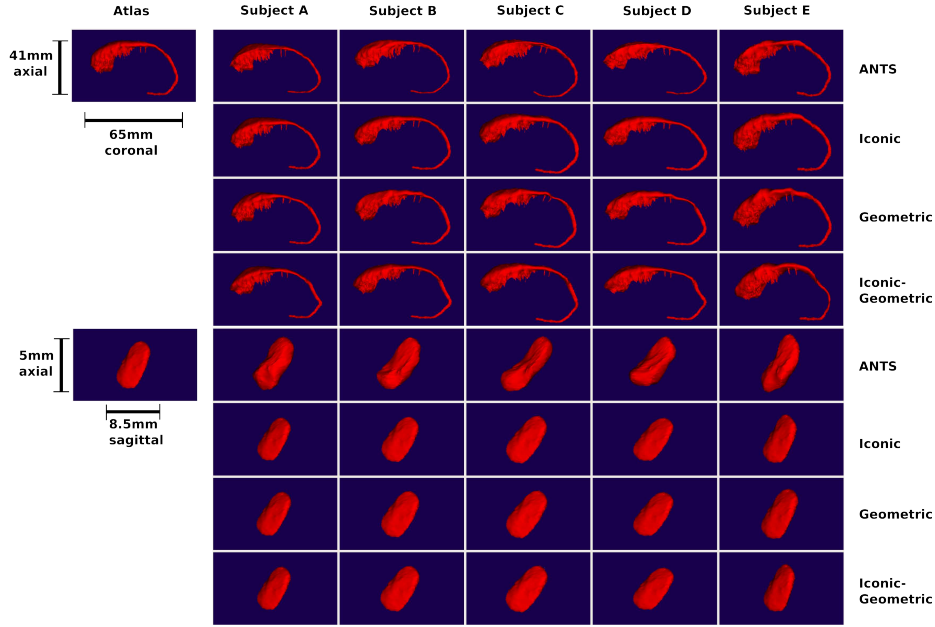 Atlas Subject A Subject B Subject C Subject D Subject E
41mm
axial
ANTS
65mm
coronal
Iconic
Geometric
Iconic-
Geometric
5mm
axial
ANTS
8.5mm
sagittal
Iconic
Geometric
Iconic-
Geometric